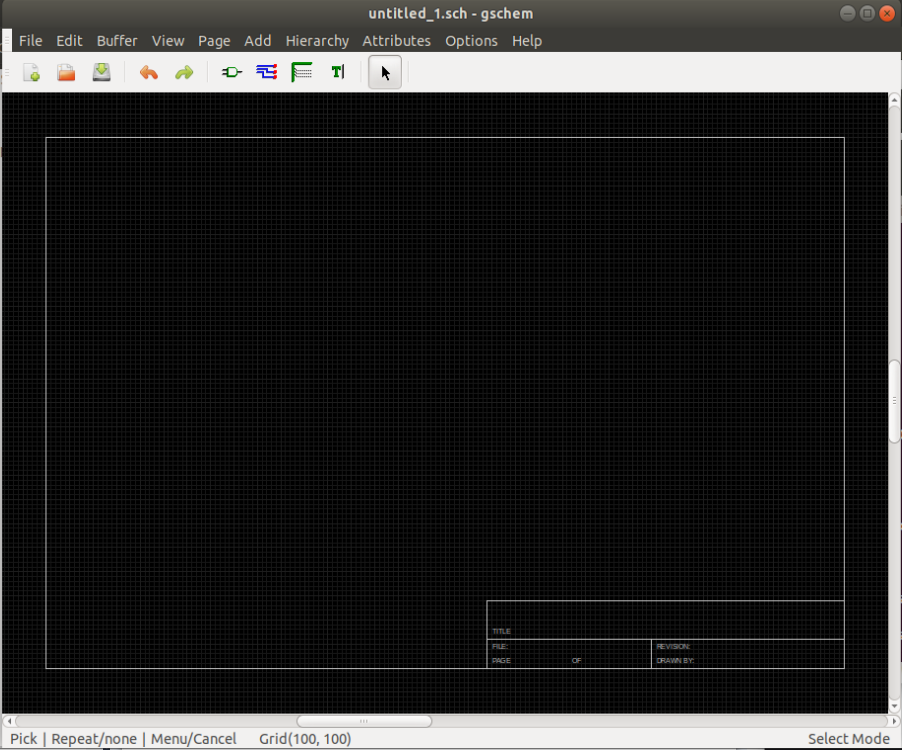 untitled_1.sch - gschem
File Edit Buffer View Page Add Hierarchy Attributes Options Help
TITLE
FILE: REVISION:
PAGE OF DRAWN BY:
Pick | Repeat/none | Menu/Cancel Grid(100, 100) Select Mode